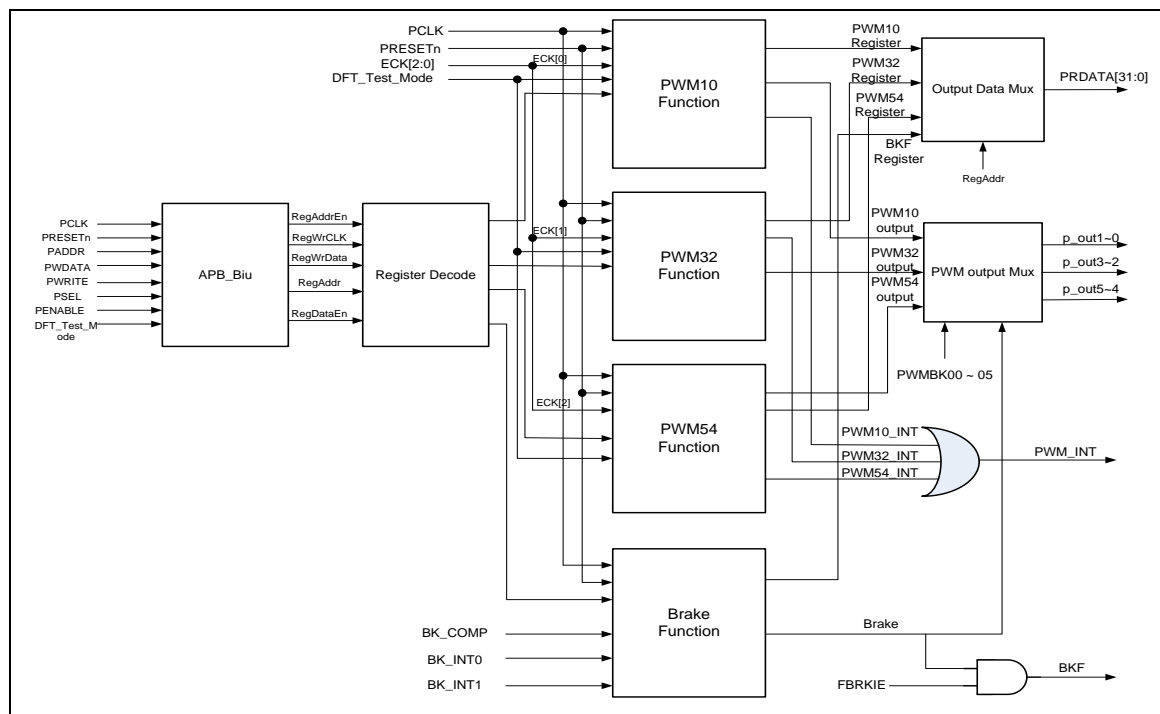 PCLK
PRESETn
ECK[2:0]
DFT_Test_Mode
ECK[0]
PWM10
Function
PWM10
Register
PWM32
Register
PWM54
Register
BKF
Register
Output Data Mux
PRDATA[31:0]
RegAddr
PCLK
PRESETn
PADDR
PWDATA
PWRITE
PSEL
PENABLE
DFT_Test_M
ode
APB_Biu
RegAddrEn
RegWrCLK
RegWrData
RegAddr
RegDataEn
Register Decode
ECK[1]
PWM32
Function
PWM10
output
PWM32
output
PWM54
output
PWM output Mux
p_out1~0
p_out3~2
p_out5~4
PWMBK00 ~ 05
ECK[2]
PWM54
Function
PWM10_INT
PWM32_INT
PWM54_INT
PWM_INT
BK_COMP
BK_INT0
BK_INT1
Brake
Function
Brake
FBRKIE
BKF